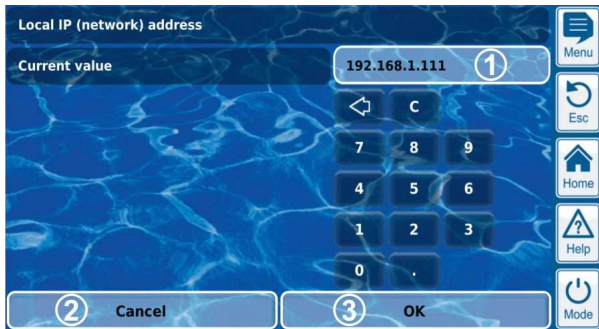 Local IP (network) address
Current value
192.168.1.111 1
C
7 8 9
4 5 6
1 2 3
0 .
2 Cancel
3 OK
Menu
Esc
Home
? Help
Mode